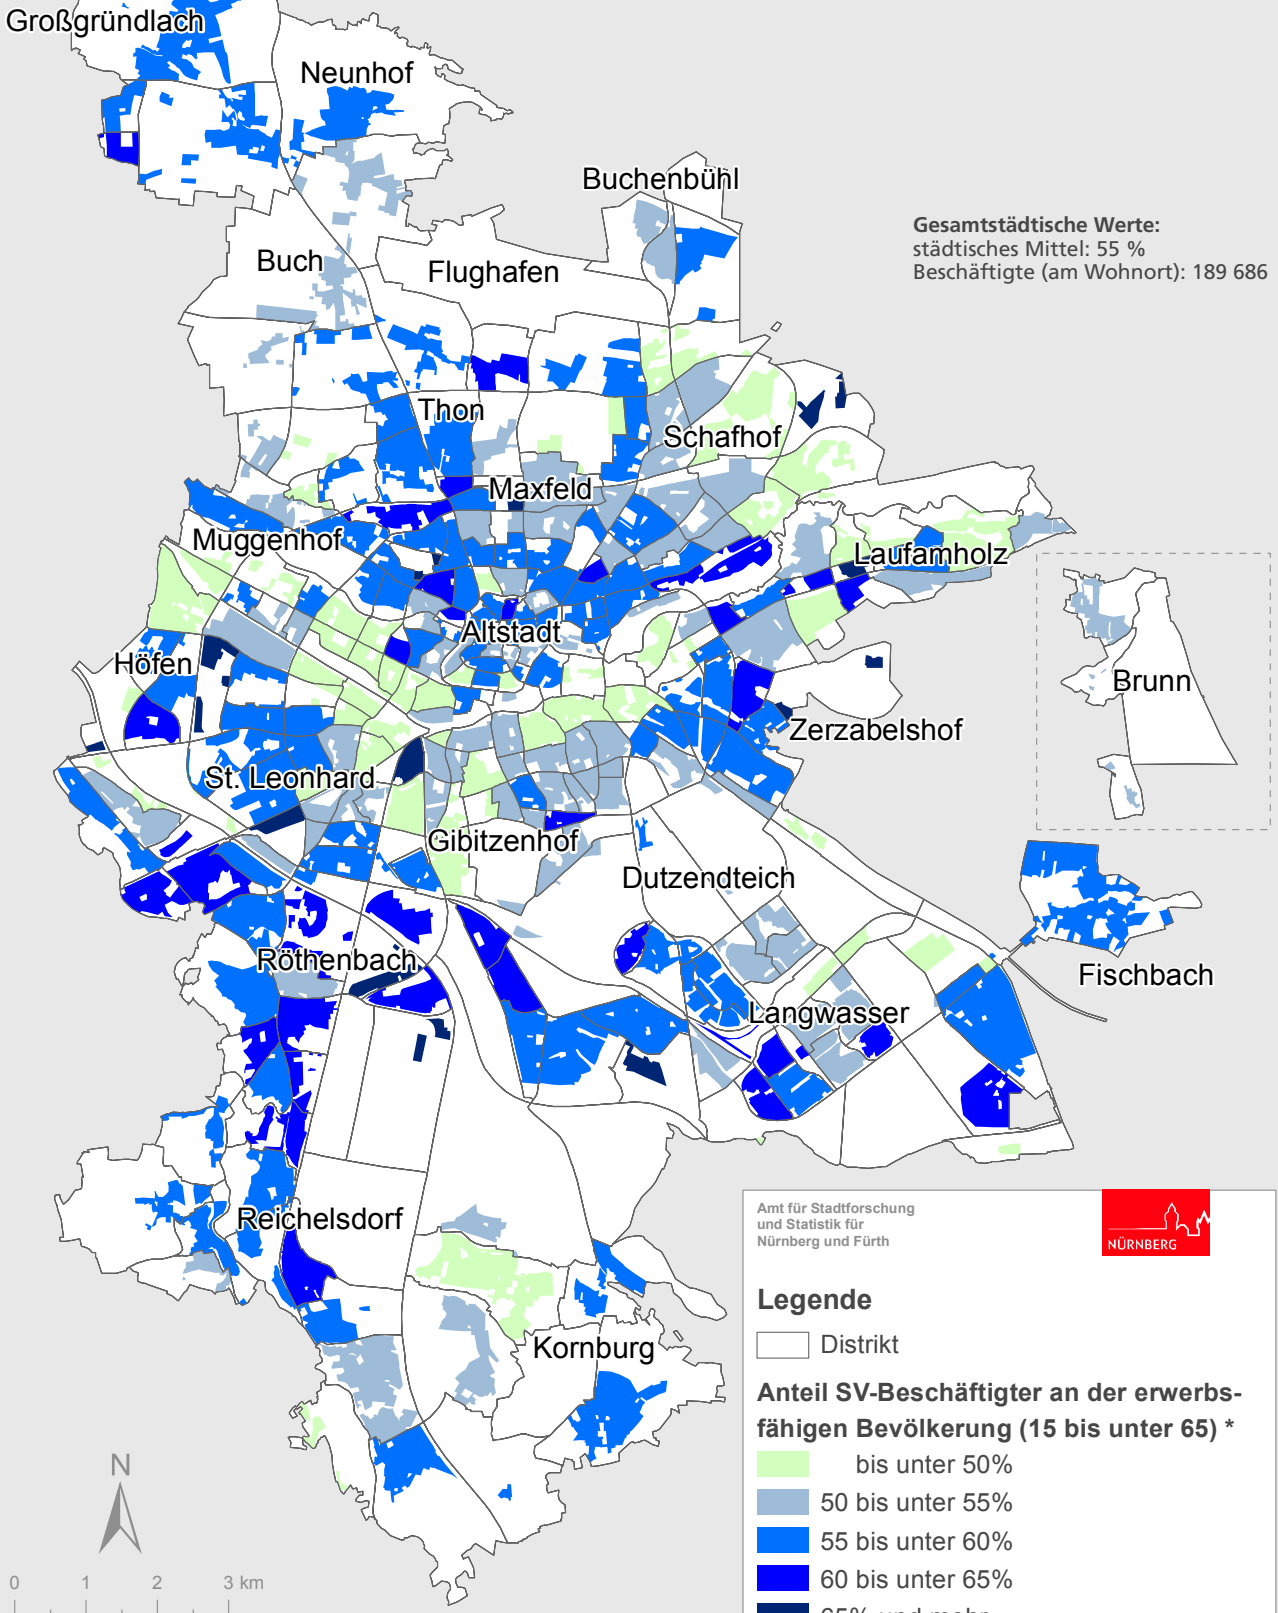 Großgründlach
Neunhof
Buchenbühl
Gesamtstädtische Werte:
städtisches Mittel: 55 %
Beschäftigte (am Wohnort): 189 686
Buch
Flughafen
Thon
Schafhof
Maxfeld
Muggenhof
Laufamholz
Altstadt
Höfen
Brunn
Zerzabelshof
St. Leonhard
Gibitzenhof
Dutzendteich
Röthenbach
Fischbach
Langwasser
Reichelsdorf
Kornburg
Amt für Stadtforschung
und Statistik für
Nürnberg und Fürth
NÜRNBERG
Legende
Distrikt
Anteil SV-Beschäftigter an der erwerbs-
fähigen Bevölkerung (15 bis unter 65) *
bis unter 50%
50 bis unter 55%
55 bis unter 60%
60 bis unter 65%
65% und mehr
N
0 1 2 3 km